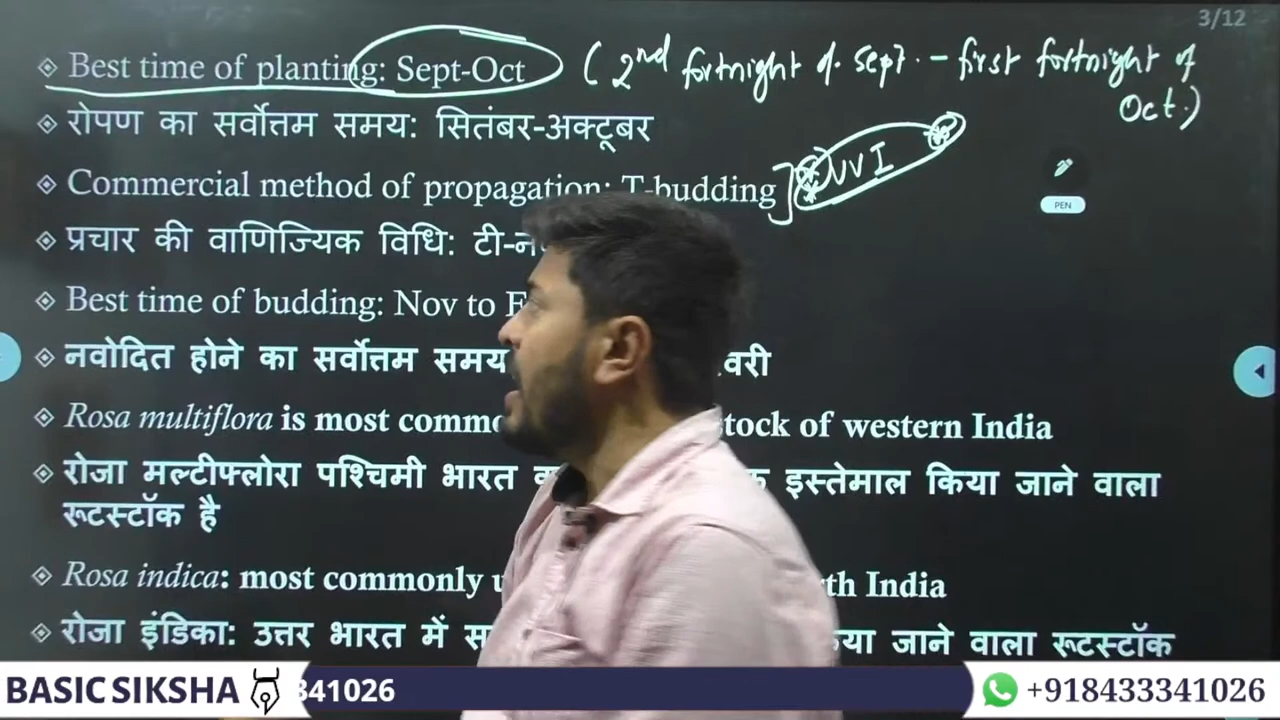 3/12
Best time of planting: Sept-Oct (2nd fortnight of Sept. – first fortnight of Oct.)
रोपण का सर्वोत्तम समय: सितंबर-अक्टूबर
Commercial method of propagation: T-budding ] VVI
प्रचार की वाणिज्यिक विधि: टी-
PEN
Best time of budding: Nov to
नवोदित होने का सर्वोत्तम समय
Rosa multiflora is most stock of western India
रोजा मल्टीफ्लोरा पश्चिमी भारत इस्तेमाल किया जाने वाला
रूटस्टॉक है
Rosa indica: most commonly India
रोजा इंडिका: उत्तर भारत में जाने वाला रूटस्टॉक
BASIC SIKSHA 341026 +918433341026